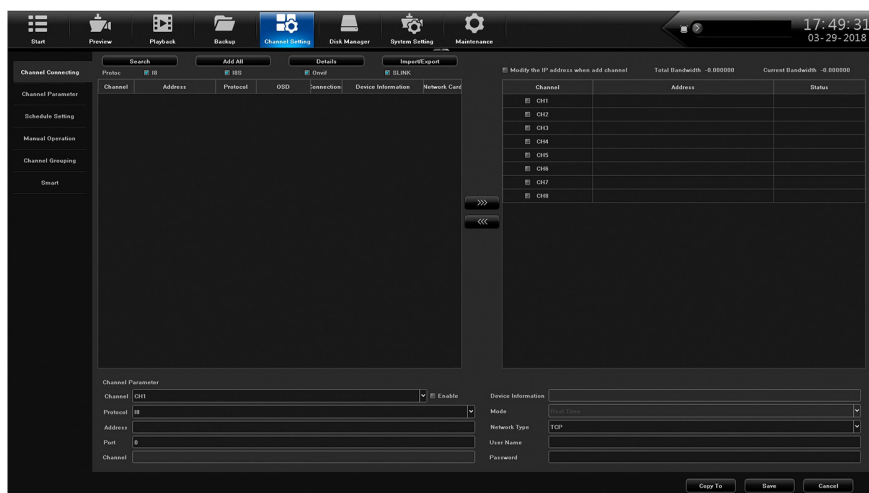 17:49:31
03-29-2018
Start Preview Playback Backup Channel Setting Disk Manager System Setting Maintenance
Channel Connecting
Channel Parameter
Schedule Setting
Manual Operation
Channel Grouping
Smart
Search Add All Details Import/Export
Protoc I8 I8S Onvif SLINK
Channel Address Protocol OSD Connection Device Information Network Card
Modify the IP address when add channel Total Bandwidth -0.000000 Current Bandwidth -0.000000
Channel Address Status
CH1
CH2
CH3
CH4
CH5
CH6
CH7
CH8
>>>
<<<
Channel Parameter
Channel CH1 Enable Device Information
Protocol I8 Mode Real Time
Address Network Type TCP
Port 0 User Name
Channel Password
Copy To Save Cancel